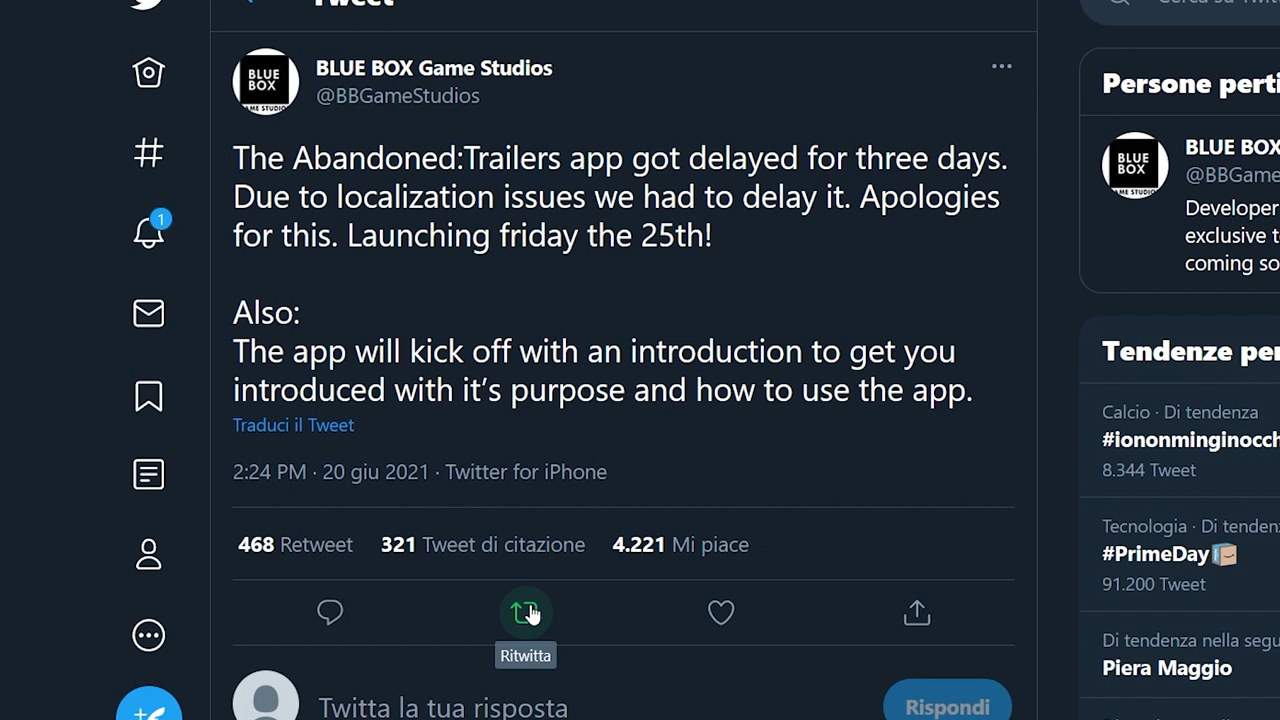 Tweet
BLUE BOX Game Studios
@BBGameStudios
The Abandoned:Trailers app got delayed for three days.
Due to localization issues we had to delay it. Apologies
for this. Launching friday the 25th!
Also:
The app will kick off with an introduction to get you
introduced with it's purpose and how to use the app.
Traduci il Tweet
2:24 PM · 20 giu 2021 · Twitter for iPhone
468 Retweet 321 Tweet di citazione 4.221 Mi piace
Ritwitta
Twitta la tua risposta
Rispondi
1
BLUE
BOX
BLUE
BOX
Persone perti
BLUE BOX
@BBGame
Developer
exclusive t
coming so
Tendenze per
Calcio · Di tendenza
#iononminginocch
8.344 Tweet
Tecnologia · Di tenden
#PrimeDay
91.200 Tweet
Di tendenza nella segu
Piera Maggio